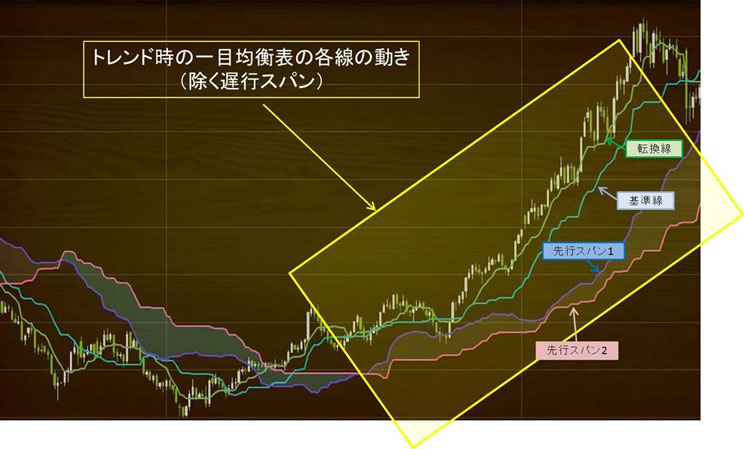 トレンド時の一目均衡表の各線の動き
(除く遅行スパン)
転換線
基準線
先行スパン1
先行スパン2